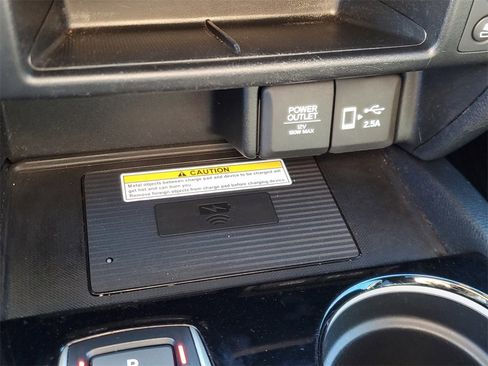 POWER
OUTLET
12V
180W MAX
2.5A
CAUTION
Metal objects between charge pad and device to be charged will
get hot and can burn you.
Remove foreign objects from charge pad before charging device.
P